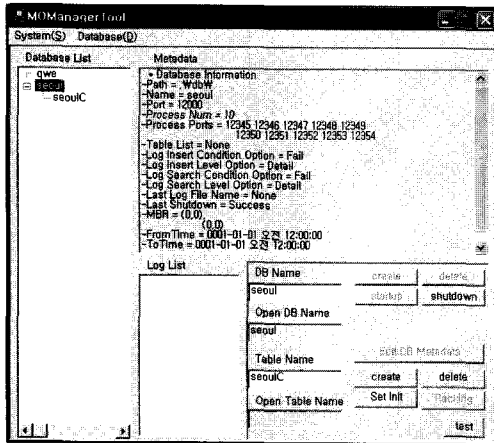 MOManagerTool
System(S) Database(D)
Database List
qwe
seoul
seoulC
Metadata
* Database Information
-Path = .₩db₩
-Name = seoul
-Port = 12000
-Process Num = 10
-Process Ports = 12345 12346 12347 12348 12349
12350 12351 12352 12353 12354
-Table List = None
-Log Insert Condition Option = Fail
-Log Insert Level Option = Detail
-Log Search Condition Option = Fail
-Log Search Level Option = Detail
-Last Log File Name = None
-Last Shutdown = Success
-MBR = (0,0)
(0,0)
-FromTime = 0001-01-01 오전 12:00:00
-ToTime = 0001-01-01 오전 12:00:00
Log List
DB Name
create delete
seoul
startup shutdown
Open DB Name
seoul
Edit DB Metadata
Table Name
seoulC
create delete
Open Table Name
Set Init Packing
test